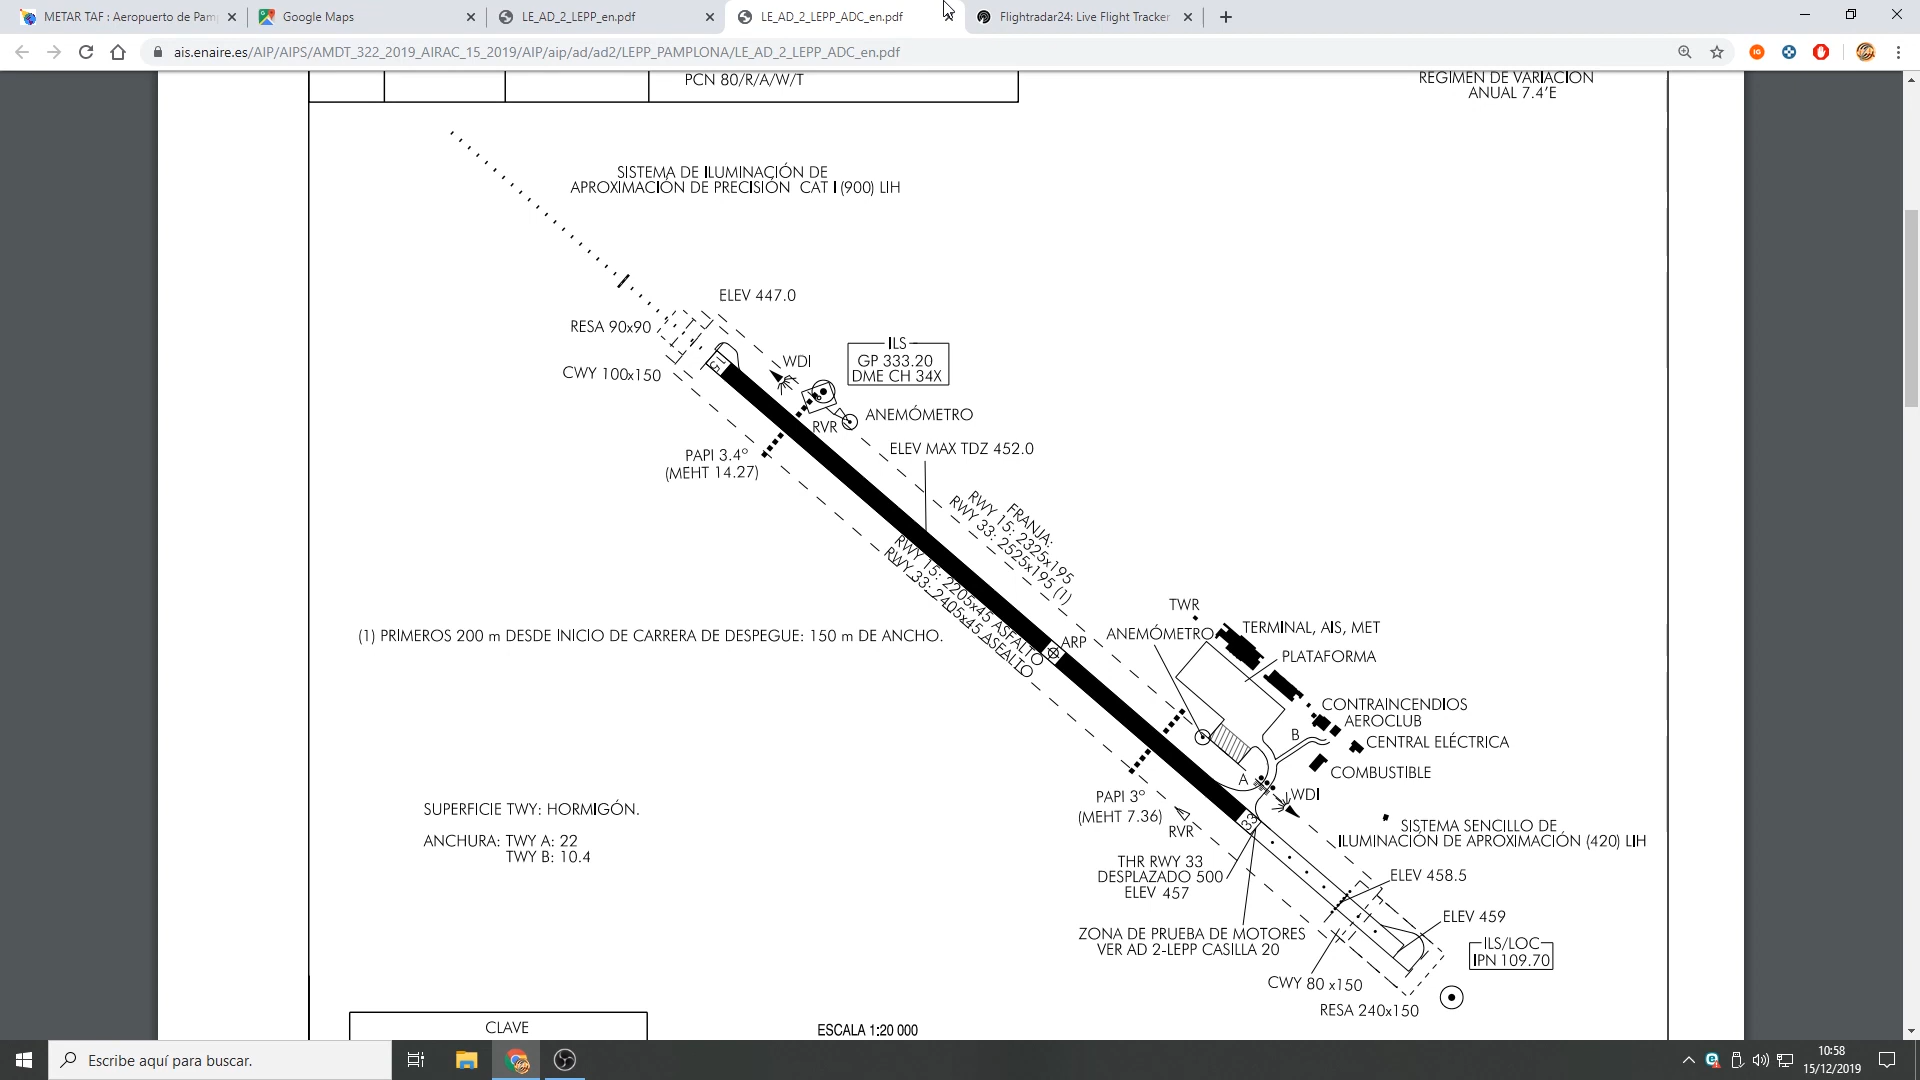 METAR TAF : Aeropuerto de Pam
Google Maps
LE_AD_2_LEPP_en.pdf
LE_AD_2_LEPP_ADC_en.pdf
Flightradar24: Live Flight Tracker
ais.enaire.es/AIP/AIPS/AMDT_322_2019_AIRAC_15_2019/AIP/aip/ad/ad2/LEPP_PAMPLONA/LE_AD_2_LEPP_ADC_en.pdf
PCN 80/R/A/W/T
RÉGIMEN DE VARIACIÓN
ANUAL 7.4'E
SISTEMA DE ILUMINACIÓN DE
APROXIMACIÓN DE PRECISIÓN CAT I (900) LIH
ELEV 447.0
RESA 90x90
CWY 100x150
15
WDI
ILS
GP 333.20
DME CH 34X
RVR
ANEMÓMETRO
PAPI 3.4º
(MEHT 14.27)
ELEV MAX TDZ 452.0
FRANJA:
RWY 15: 2325x195
RWY 33: 2525x195 (1)
RWY 15: 2205x45 ASFALTO
RWY 33: 2405x45 ASFALTO
(1) PRIMEROS 200 m DESDE INICIO DE CARRERA DE DESPEGUE: 150 m DE ANCHO.
ARP
TWR
ANEMÓMETRO
TERMINAL, AIS, MET
PLATAFORMA
CONTRAINCENDIOS
AEROCLUB
B
CENTRAL ELÉCTRICA
COMBUSTIBLE
A
WDI
PAPI 3º
(MEHT 7.36)
RVR
33
SISTEMA SENCILLO DE
ILUMINACIÓN DE APROXIMACIÓN (420) LIH
SUPERFICIE TWY: HORMIGÓN.
ANCHURA: TWY A: 22
TWY B: 10.4
THR RWY 33
DESPLAZADO 500
ELEV 457
ELEV 458.5
ELEV 459
ZONA DE PRUEBA DE MOTORES
VER AD 2-LEPP CASILLA 20
ILS/LOC
IPN 109.70
CWY 80 x150
RESA 240x150
CLAVE
ESCALA 1:20 000
Escribe aquí para buscar.
10:58
15/12/2019